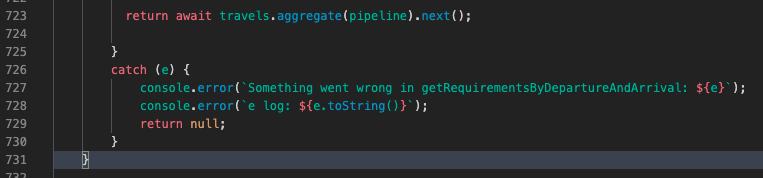 723 return await travels.aggregate(pipeline).next();
724
725 }
726 catch (e) {
727 console.error(`Something went wrong in getRequirementsByDepartureAndArrival: ${e}`);
728 console.error(`e log: ${e.toString()}`);
729 return null;
730 }
731 }
732